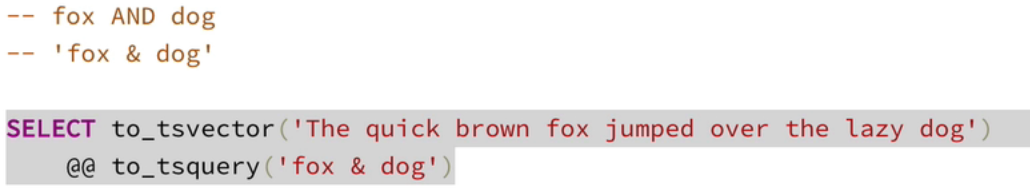 -- fox AND dog
-- 'fox & dog'
SELECT to_tsvector('The quick brown fox jumped over the lazy dog')
@@ to_tsquery('fox & dog')